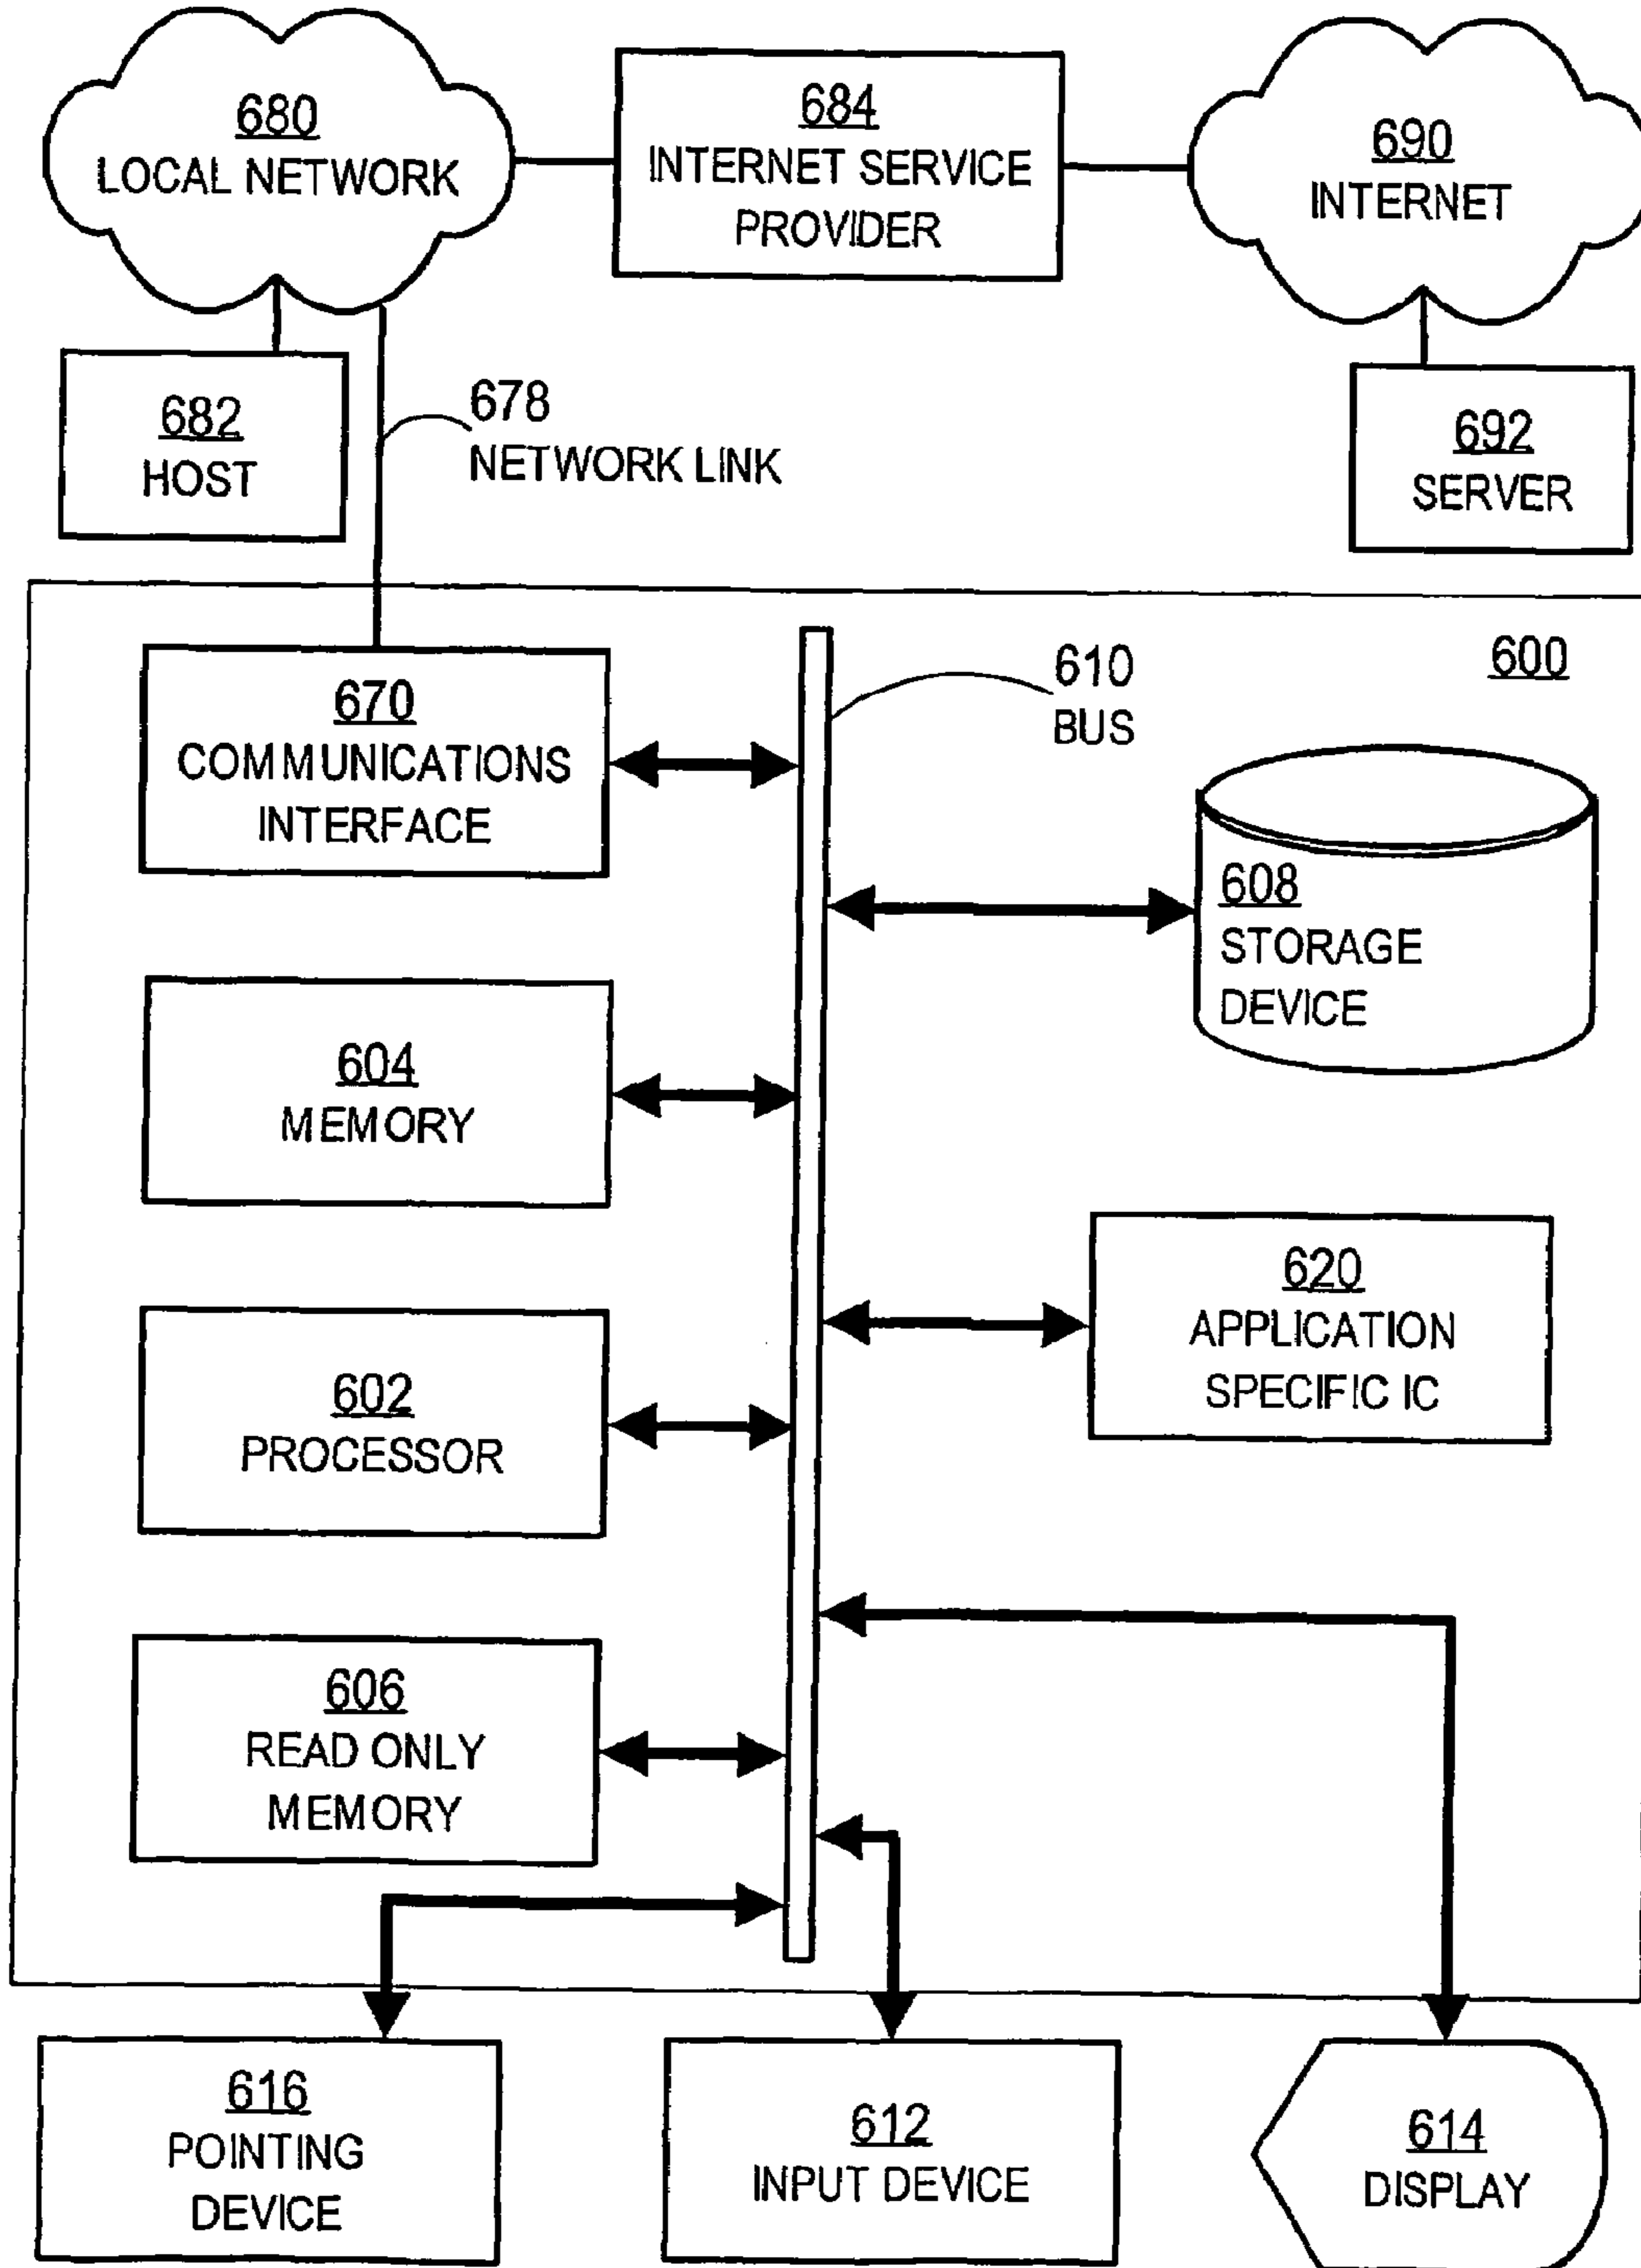 680
LOCAL NETWORK
684
INTERNET SERVICE
PROVIDER
690
INTERNET
682
HOST
678
NETWORK LINK
692
SERVER
600
670
COMMUNICATIONS
INTERFACE
610
BUS
608
STORAGE
DEVICE
604
MEMORY
620
APPLICATION
SPECIFIC IC
602
PROCESSOR
606
READ ONLY
MEMORY
616
POINTING
DEVICE
612
INPUT DEVICE
614
DISPLAY